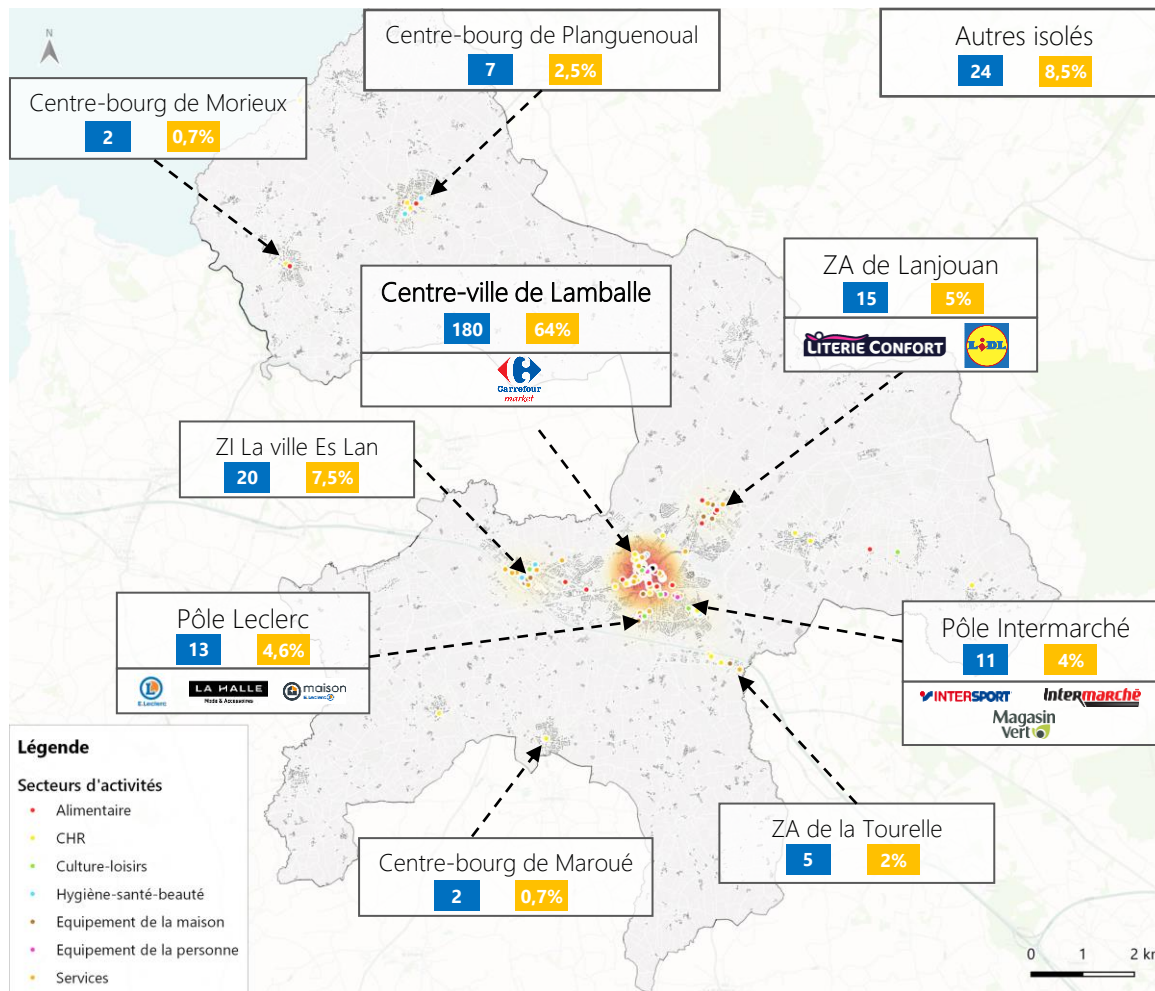 N
Centre-bourg de Planguenoual
7 2,5%
Autres isolés
24 8,5%
Centre-bourg de Morieux
2 0,7%
Centre-ville de Lamballe
180 64%
Carrefour
market
ZA de Lanjouan
15 5%
LITERIE CONFORT LiDL
ZI La ville Es Lan
20 7,5%
Pôle Leclerc
13 4,6%
E.Leclerc
LA HALLE
Mode & Accessoires
maison
E.Leclerc
Pôle Intermarché
11 4%
INTERSPORT Intermarché
Magasin
Vert
Centre-bourg de Maroué
2 0,7%
ZA de la Tourelle
5 2%
Légende
Secteurs d'activités
Alimentaire
CHR
Culture-loisirs
Hygiène-santé-beauté
Equipement de la maison
Equipement de la personne
Services
0 1 2 km